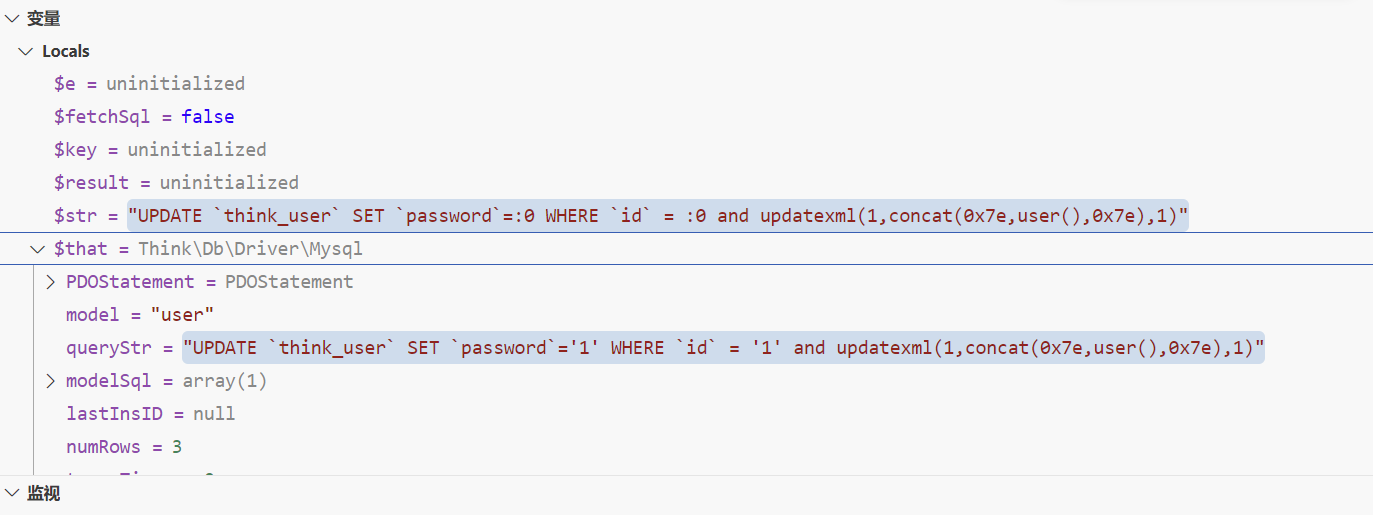 变量
Locals
$e = uninitialized
$fetchSql = false
$key = uninitialized
$result = uninitialized
$str = "UPDATE `think_user` SET `password`=:0 WHERE `id` = :0 and updatexml(1,concat(0x7e,user(),0x7e),1)"
$that = Think\Db\Driver\Mysql
PDOStatement = PDOStatement
model = "user"
queryStr = "UPDATE `think_user` SET `password`='1' WHERE `id` = '1' and updatexml(1,concat(0x7e,user(),0x7e),1)"
modelSql = array(1)
lastInsID = null
numRows = 3
监视